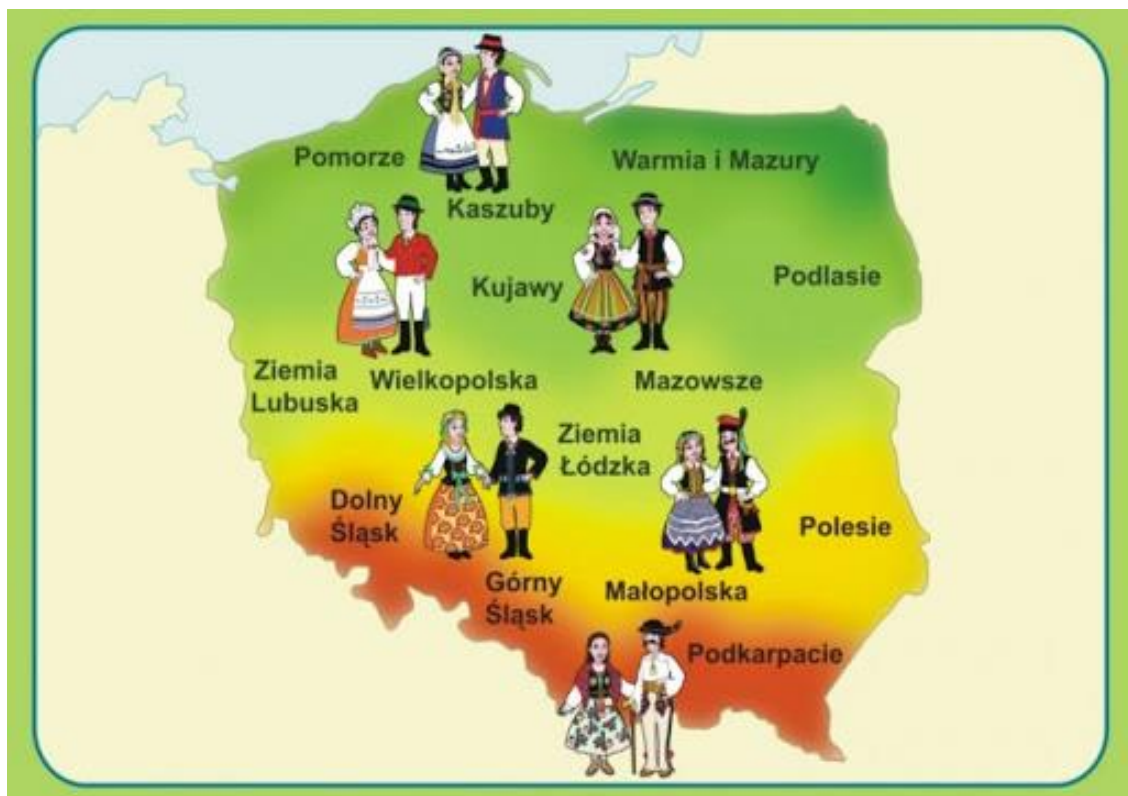 Pomorze
Warmia i Mazury
Kaszuby
Kujawy
Podlasie
Ziemia
Lubuska
Wielkopolska
Mazowsze
Ziemia
Łódzka
Dolny
Śląsk
Polesie
Górny
Śląsk
Małopolska
Podkarpacie